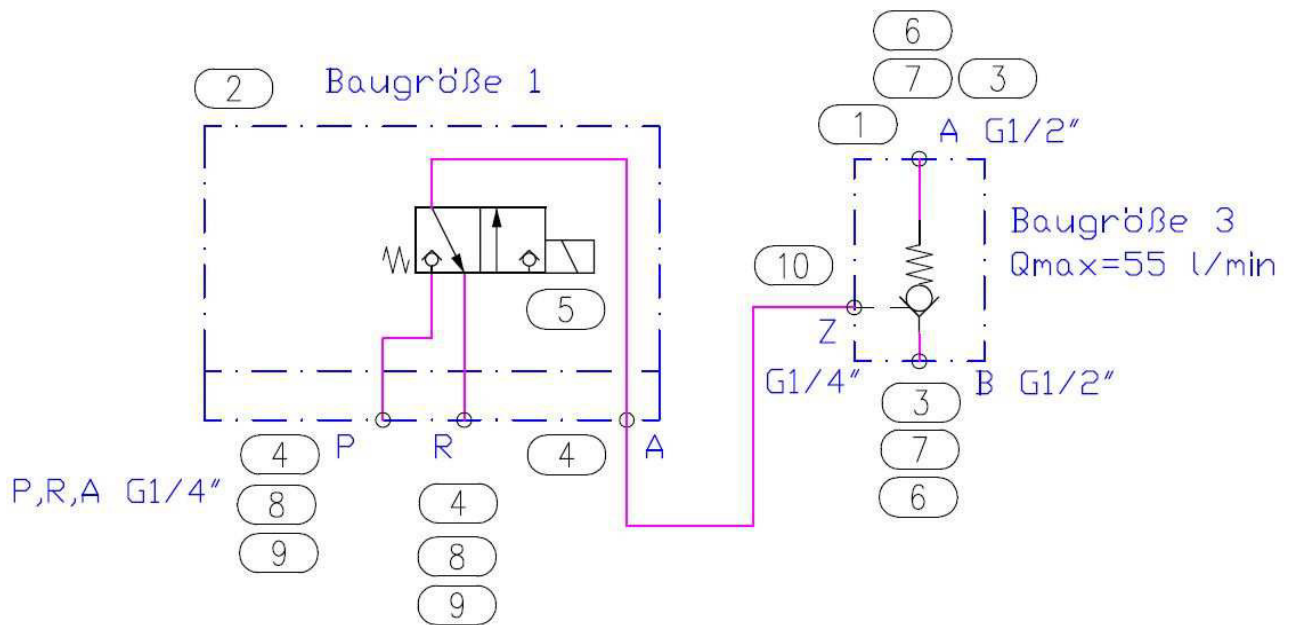 6
7 3
2 Baugröße 1
1
A G1/2"
Baugröße 3
Qmax=55 l/min
10
5
Z
G1/4"
B G1/2"
3
7
6
P R A
4 4
P,R,A G1/4"
8
9
4
8
9